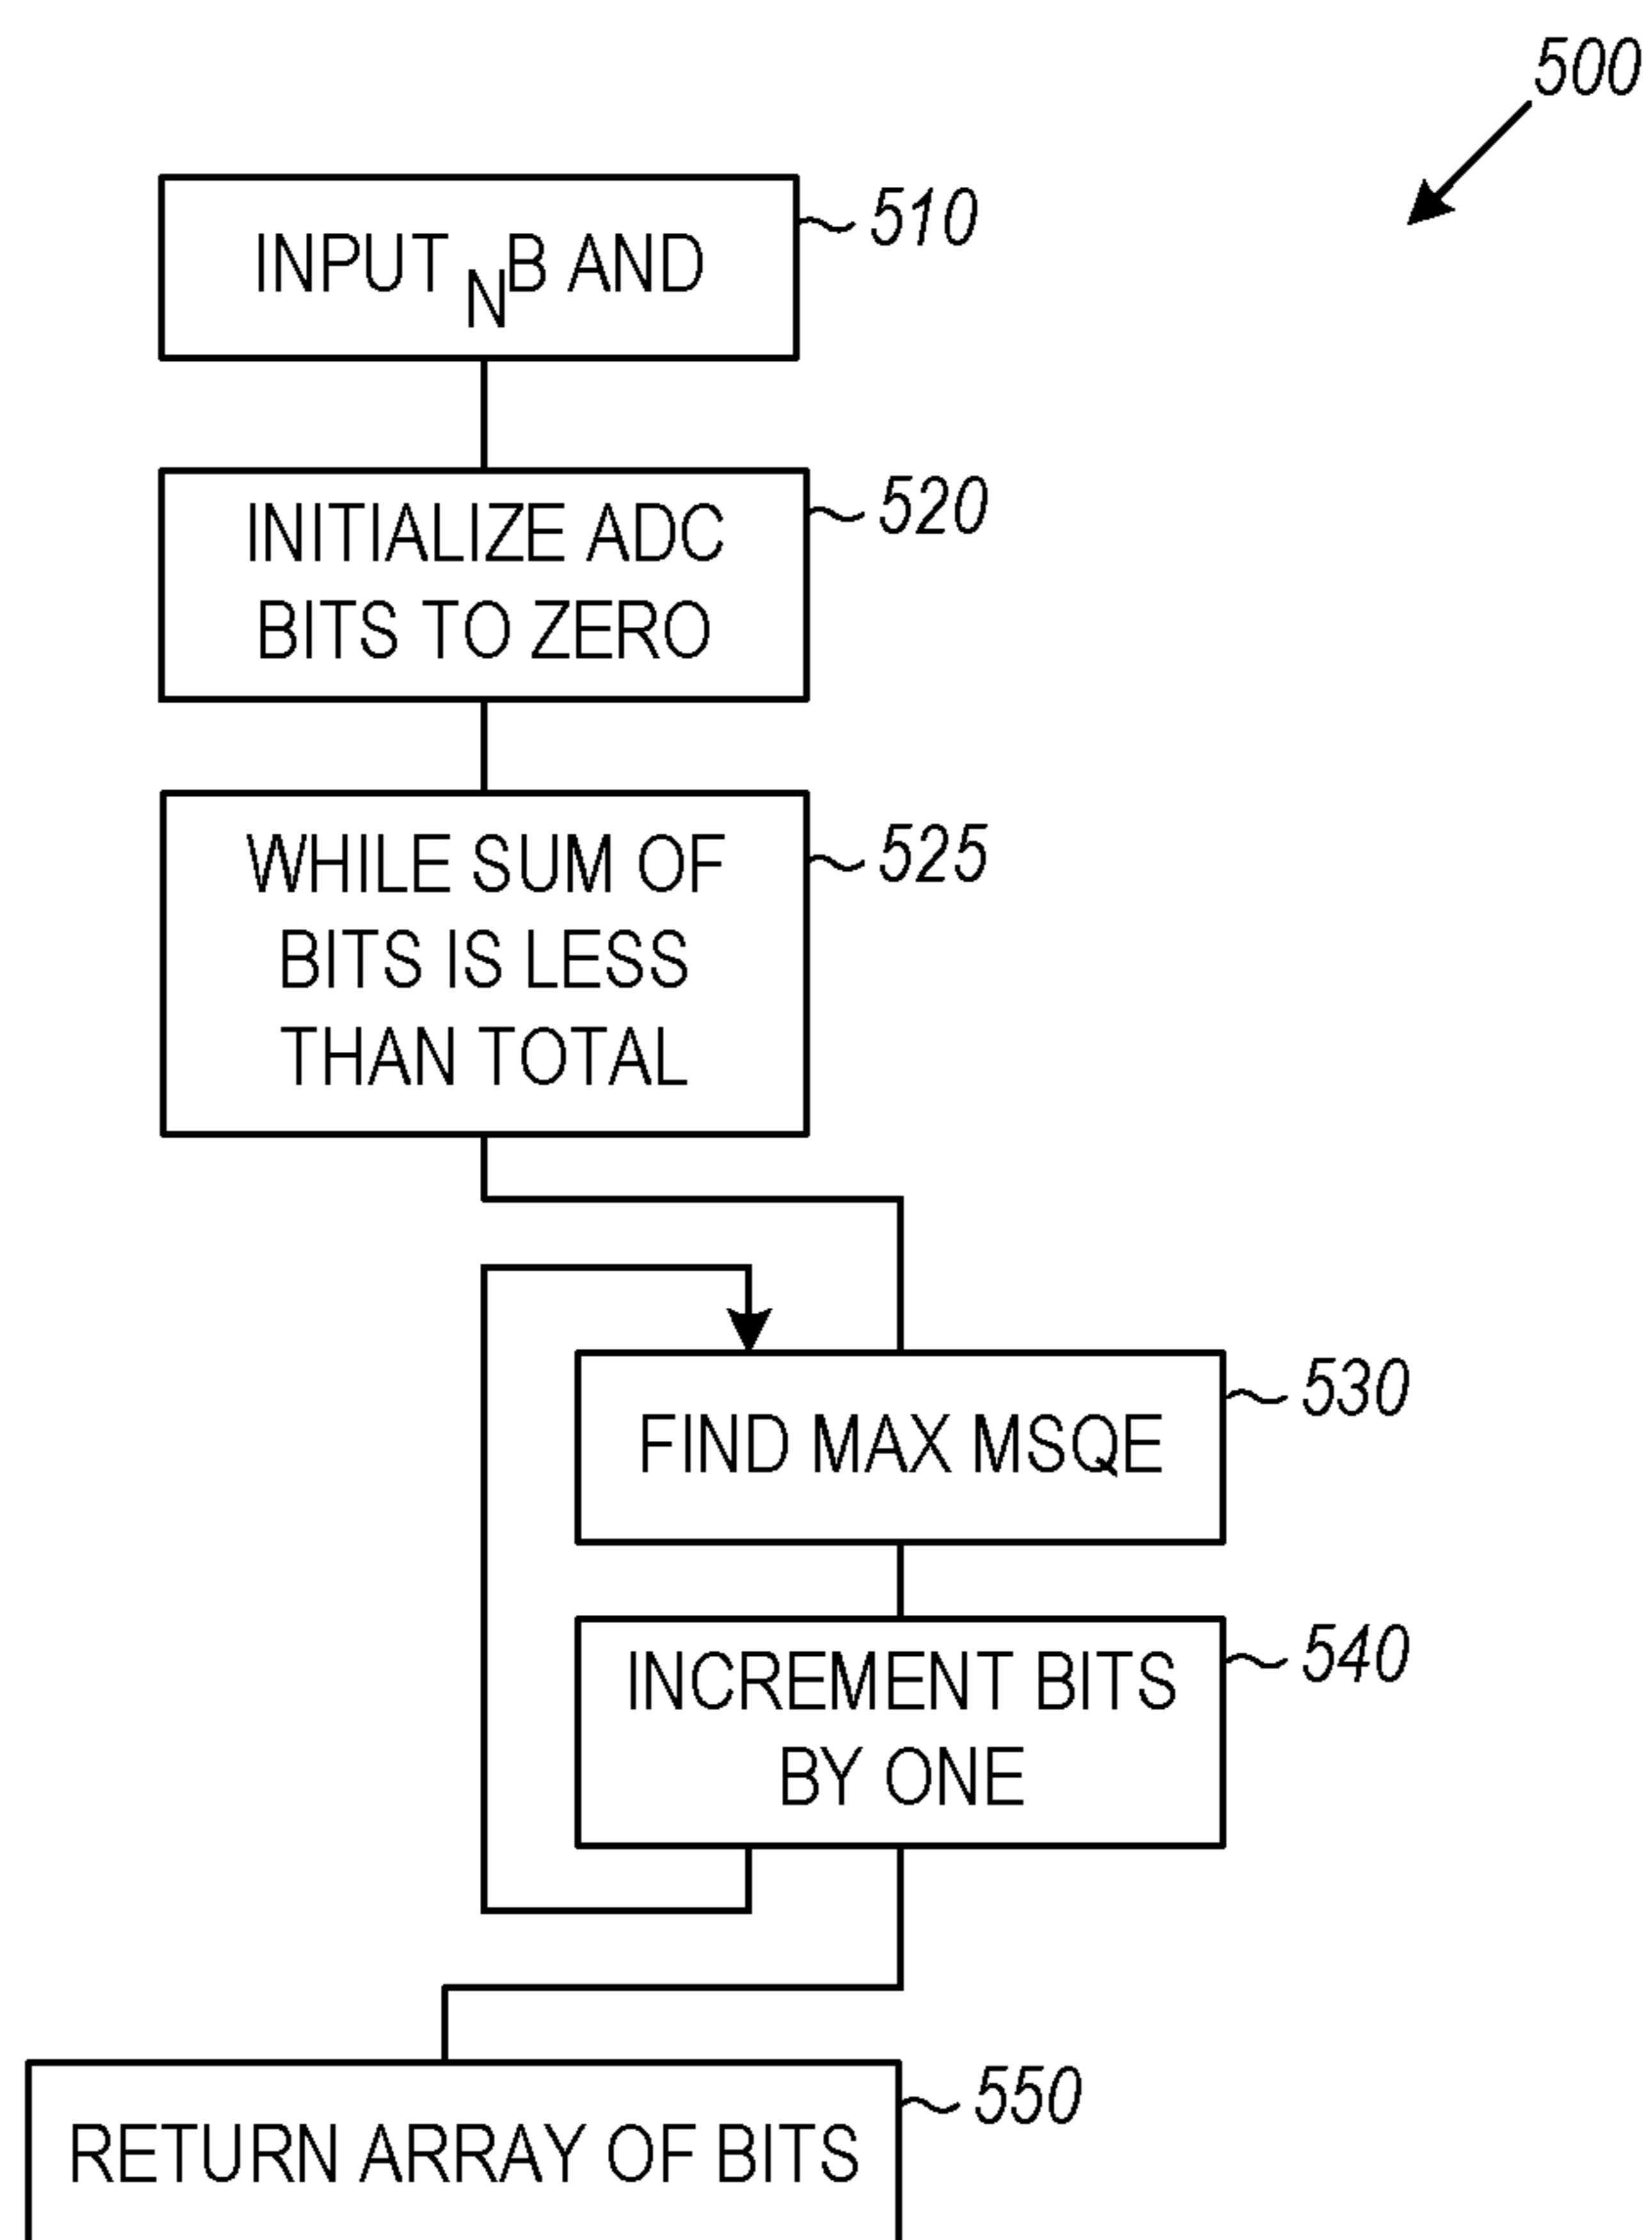 500
INPUT N B AND
510
INITIALIZE ADC
BITS TO ZERO
520
WHILE SUM OF
BITS IS LESS
THAN TOTAL
525
FIND MAX MSQE
530
INCREMENT BITS
BY ONE
540
RETURN ARRAY OF BITS
550